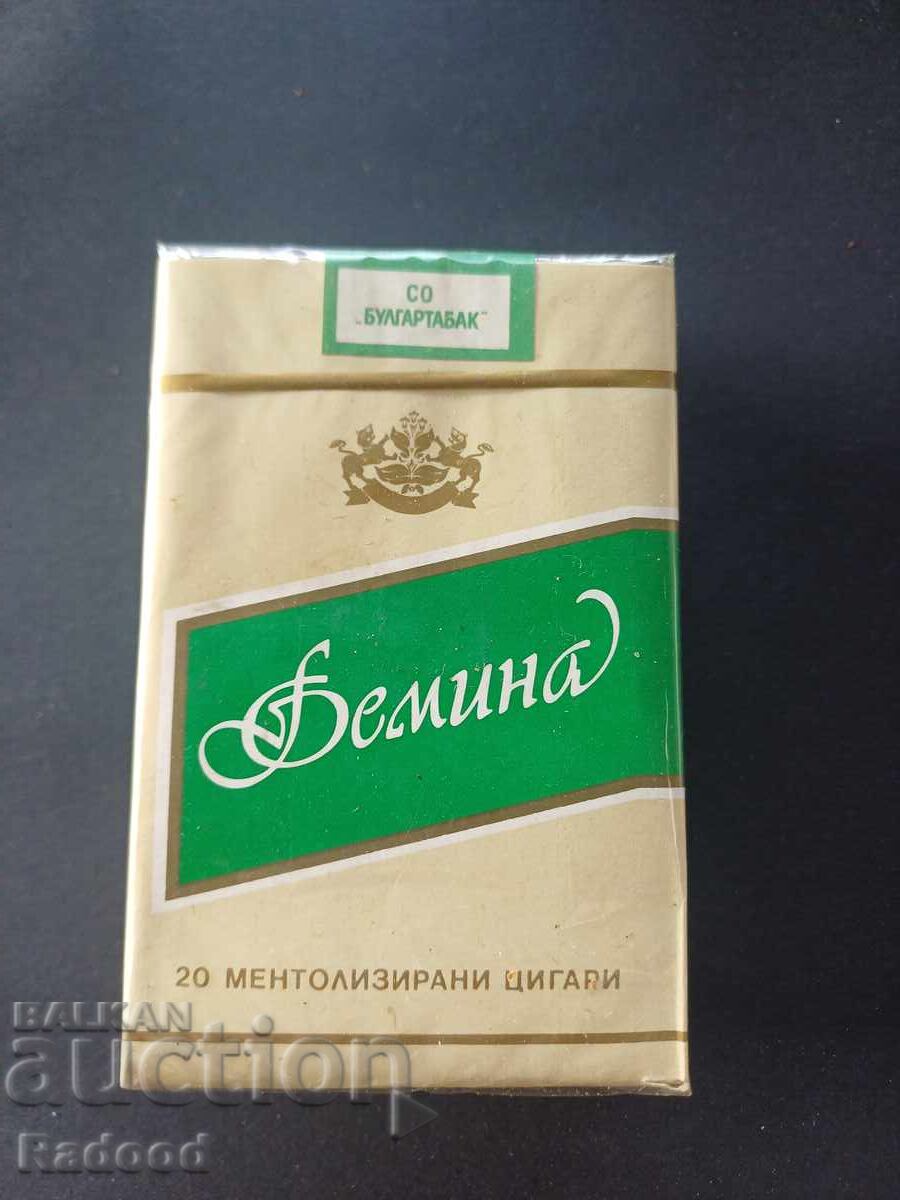 СО
„БУЛГАРТАБАК"
Фемина
20 МЕНТОЛИЗИРАНИ ЦИГАРИ
BALKAN
auction
Radood